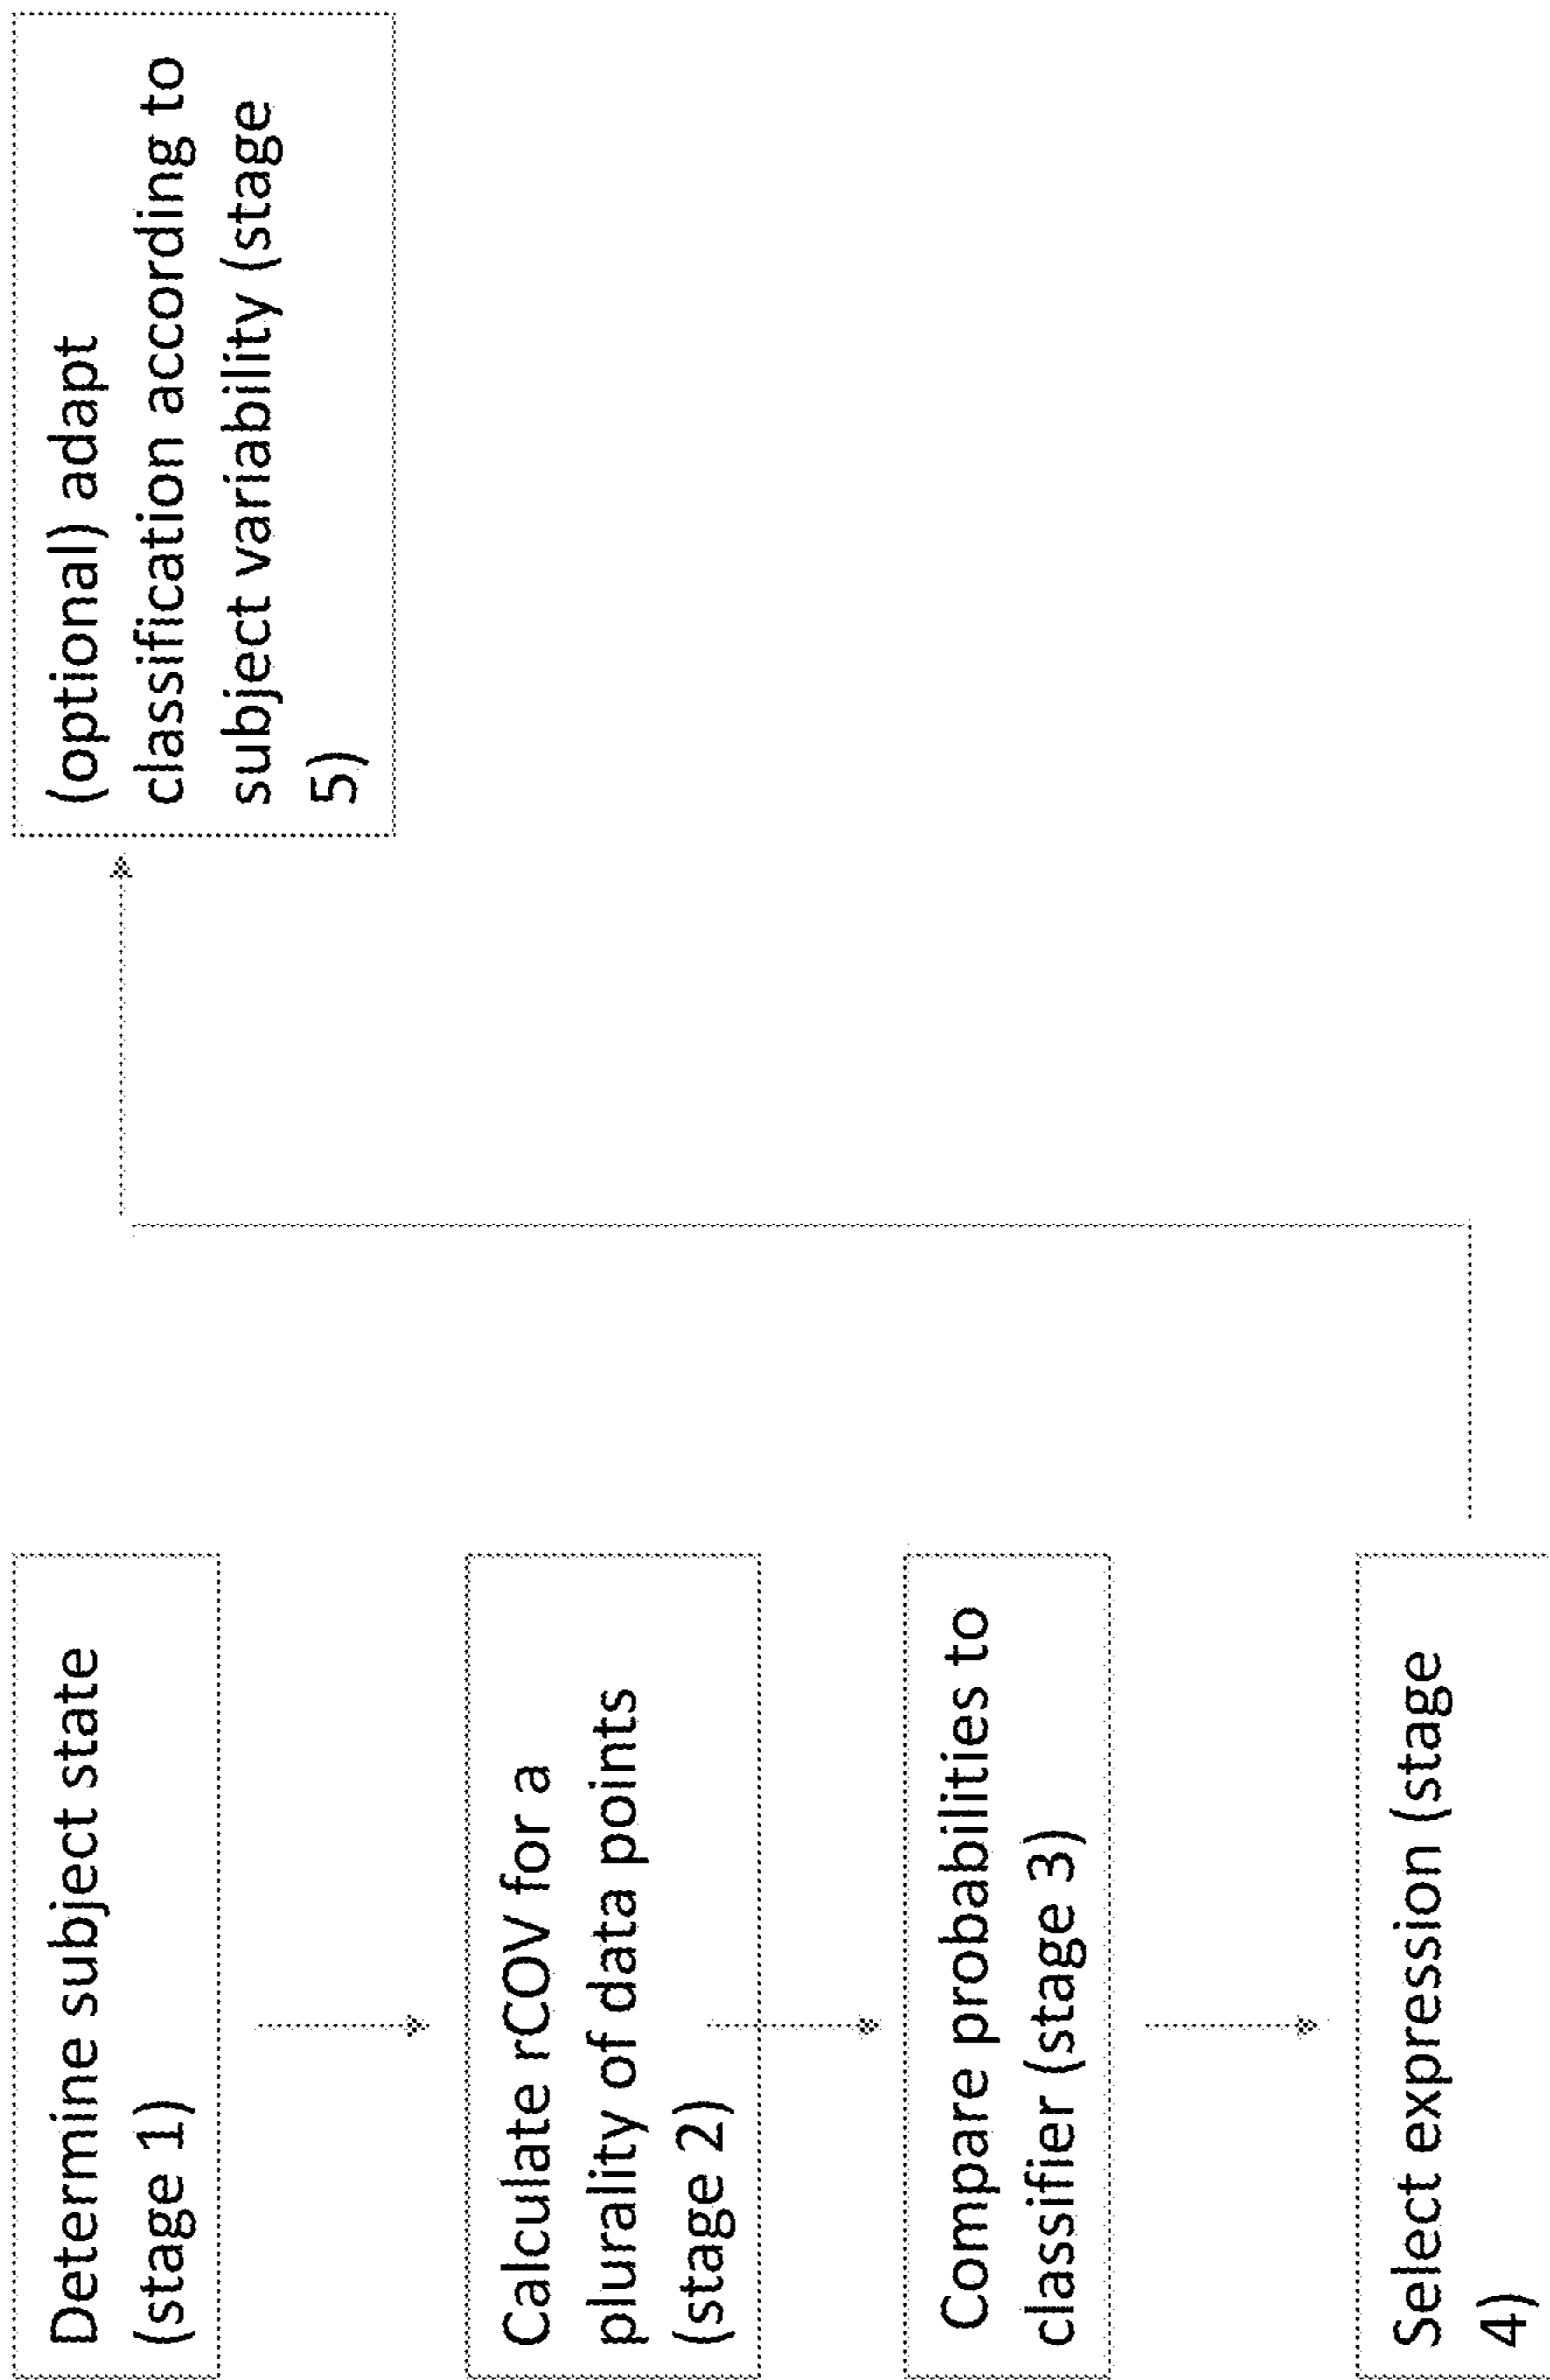 Determine subject state
(stage 1)
Calculate rCOV for a
plurality of data points
(stage 2)
Compare probabilities to
classifier (stage 3)
Select expression (stage
4)
(optional) adapt
classification according to
subject variability (stage
5)